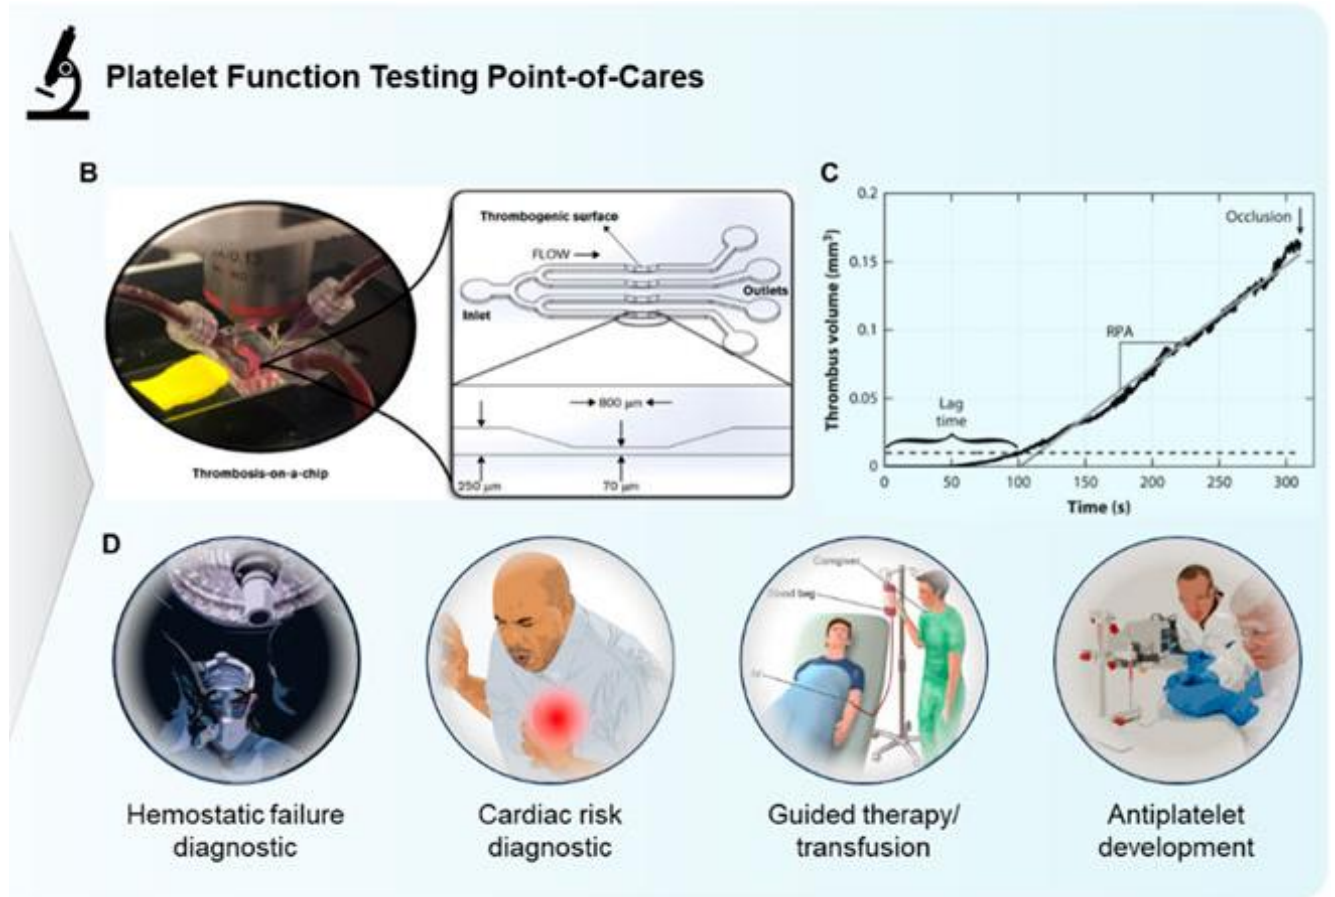 Platelet Function Testing Point-of-Cares
B
Thrombogenic surface
FLOW
Inlet
Outlets
800 µm
250 µm
70 µm
Thrombosis-on-a-chip
C
Thrombus volume (mm³)
0.2
0.15
0.1
0.05
0
Occlusion
RPA
Lag
time
0 50 100 150 200 250 300
Time (s)
D
Caregiver
Blood bag
Hemostatic failure
diagnostic
Cardiac risk
diagnostic
Guided therapy/
transfusion
Antiplatelet
development